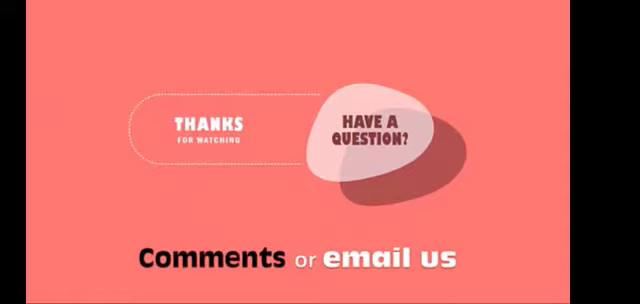 THANKS
FOR WATCHING
HAVE A
QUESTION?
Comments or email us